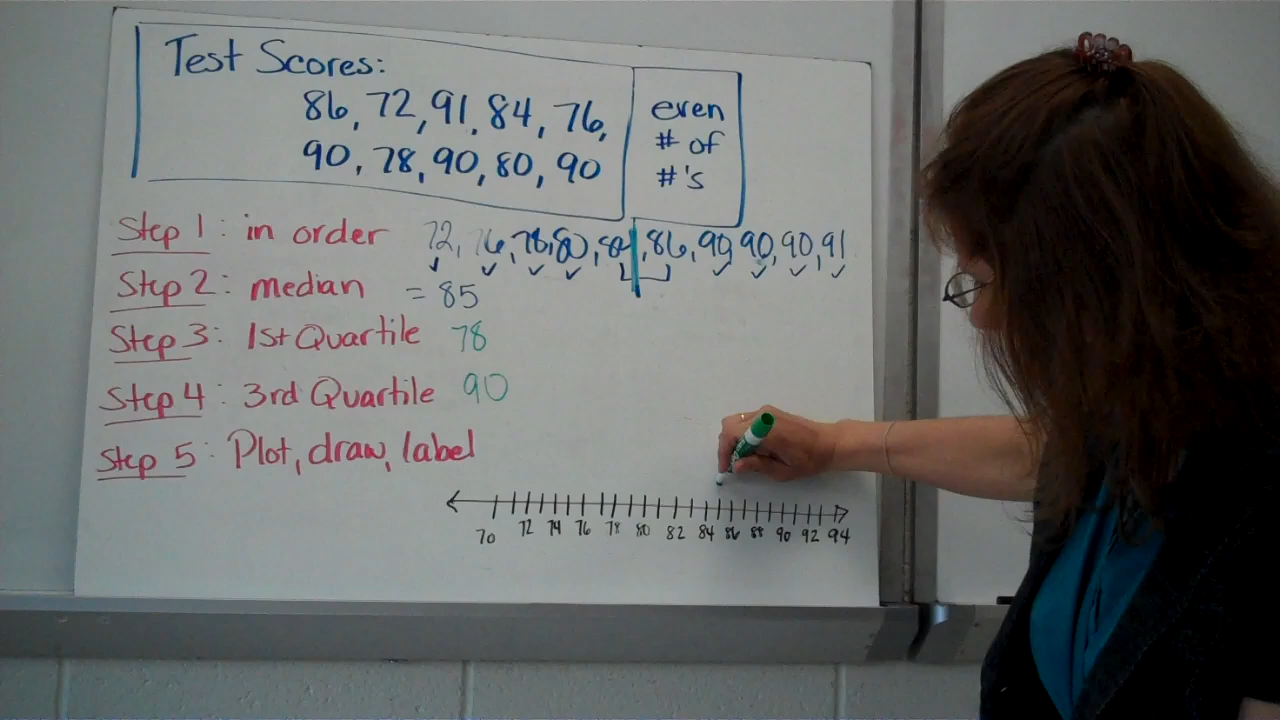 Test Scores:
86, 72, 91, 84, 76,
90, 78, 90, 80, 90
even
# of
#'s
Step 1: in order 72, 76, 78, 80, 84, 86, 90, 90, 90, 91
Step 2: median = 85
Step 3: 1st Quartile 78
Step 4: 3rd Quartile 90
Step 5: Plot, draw, label
70 72 74 76 78 80 82 84 86 88 90 92 94